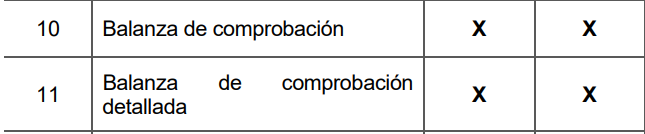 10 Balanza de comprobación X X
11 Balanza de comprobación detallada X X